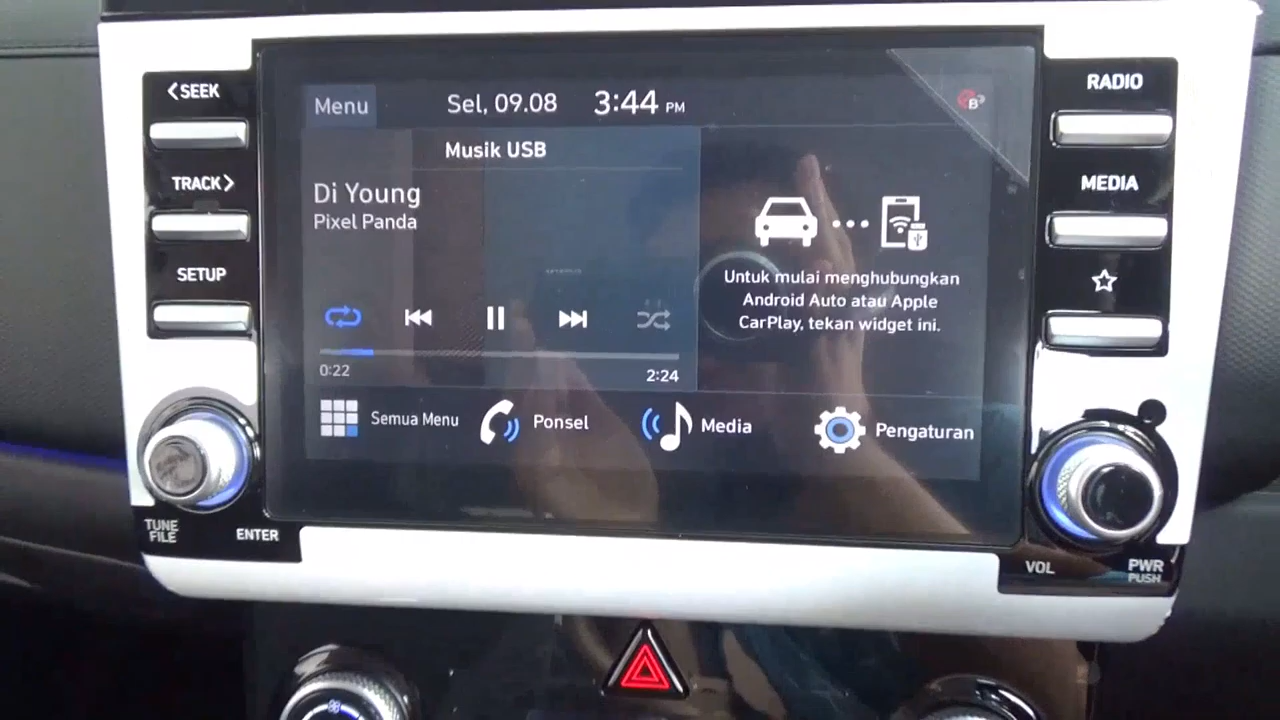 SEEK
TRACK
SETUP
TUNE
FILE
ENTER
Menu
Sel, 09.08
3:44 PM
Musik USB
Di Young
Pixel Panda
0:22
2:24
Untuk mulai menghubungkan
Android Auto atau Apple
CarPlay, tekan widget ini.
Semua Menu
Ponsel
Media
Pengaturan
RADIO
MEDIA
VOL
PWR
PUSH